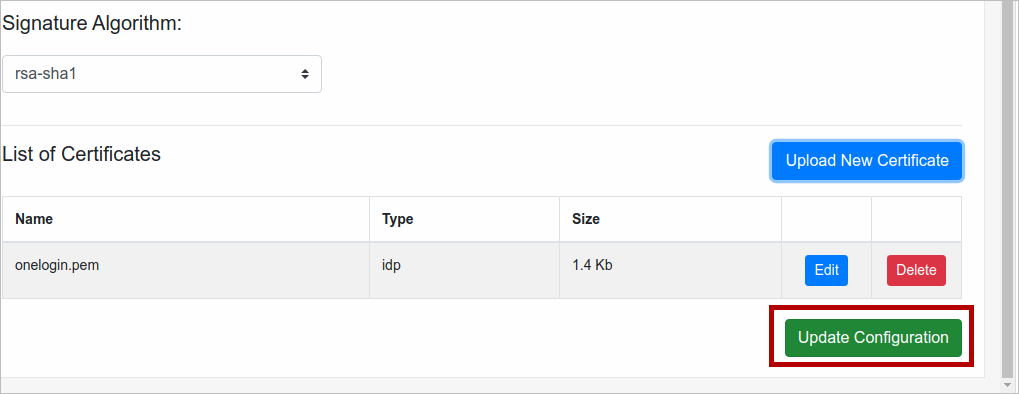 Signature Algorithm:
rsa-sha1
List of Certificates
Upload New Certificate
Name Type Size
onelogin.pem idp 1.4 Kb Edit Delete
Update Configuration